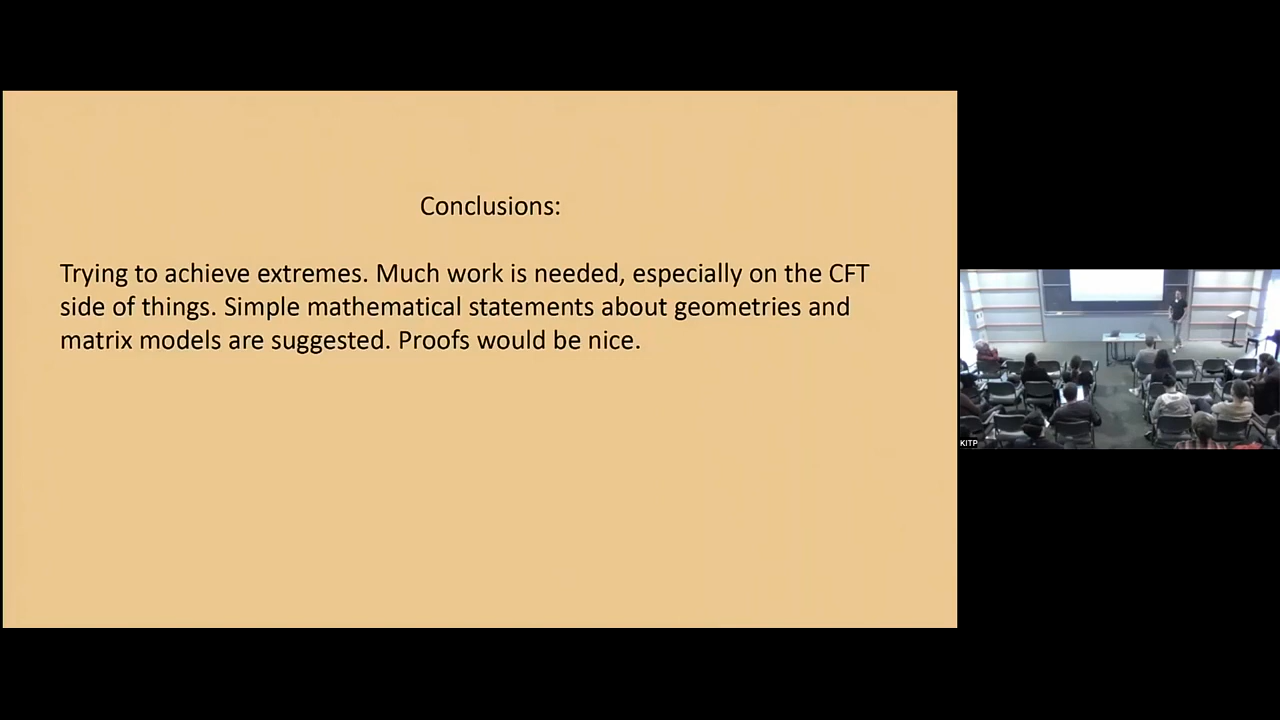 Conclusions:
Trying to achieve extremes. Much work is needed, especially on the CFT
side of things. Simple mathematical statements about geometries and
matrix models are suggested. Proofs would be nice.
KITP